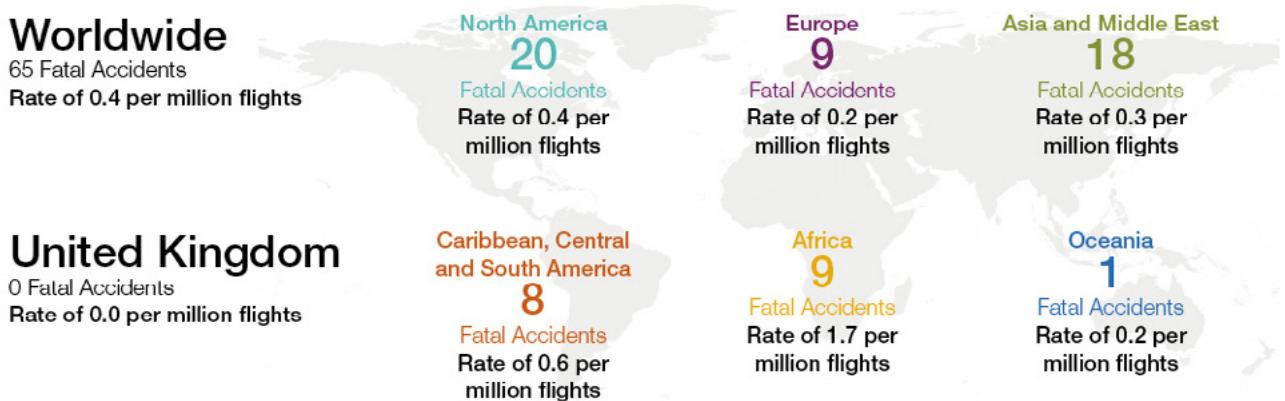 Worldwide
65 Fatal Accidents
Rate of 0.4 per million flights
North America
20
Fatal Accidents
Rate of 0.4 per
million flights
Europe
9
Fatal Accidents
Rate of 0.2 per
million flights
Asia and Middle East
18
Fatal Accidents
Rate of 0.3 per
million flights
United Kingdom
0 Fatal Accidents
Rate of 0.0 per million flights
Caribbean, Central
and South America
8
Fatal Accidents
Rate of 0.6 per
million flights
Africa
9
Fatal Accidents
Rate of 1.7 per
million flights
Oceania
1
Fatal Accidents
Rate of 0.2 per
million flights